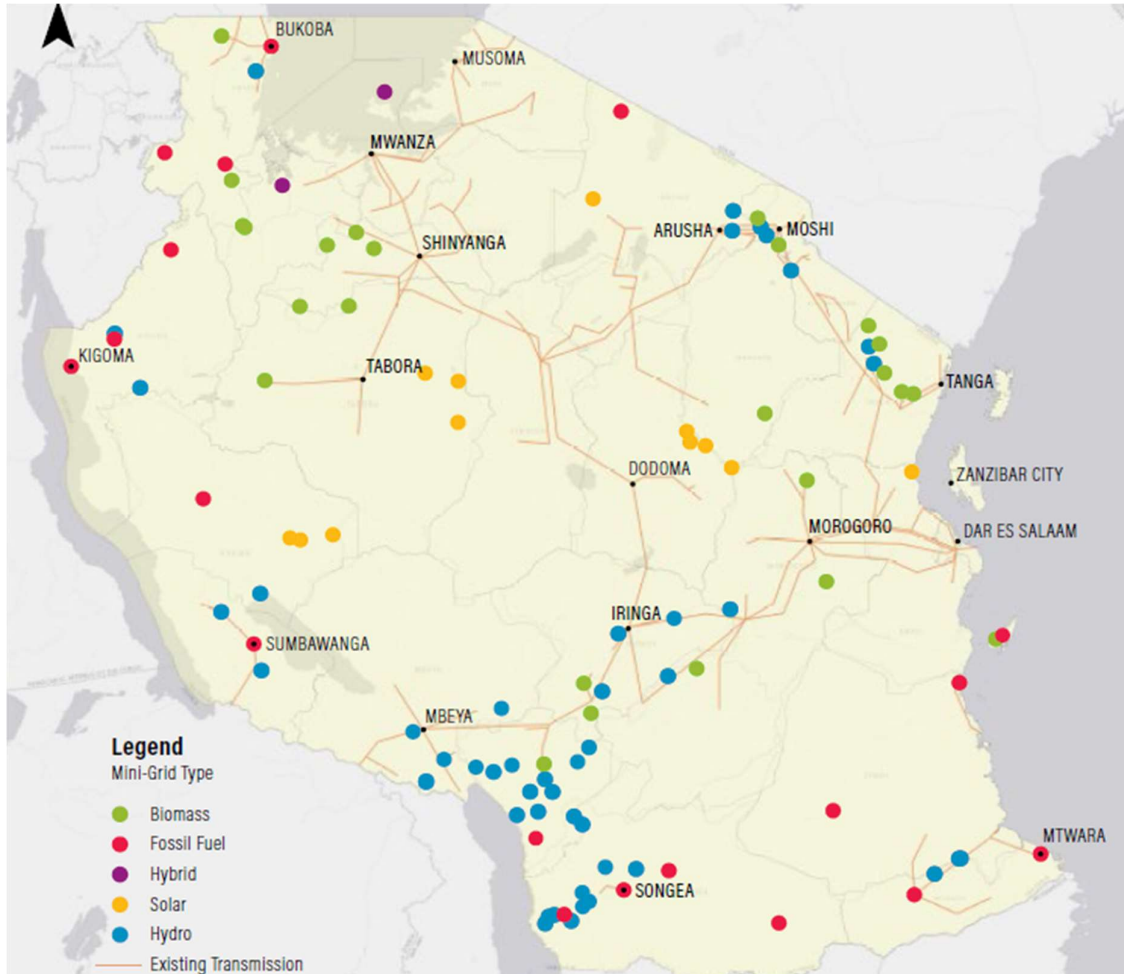 BUKOBA
MUSOMA
MWANZA
ARUSHA
MOSHI
SHINYANGA
KIGOMA
TABORA
TANGA
DODOMA
ZANZIBAR CITY
MOROGORO
DAR ES SALAAM
IRINGA
SUMBAWANGA
MBEYA
Legend
Mini-Grid Type
Biomass
Fossil Fuel
Hybrid
Solar
Hydro
Existing Transmission
MTWARA
SONGEA